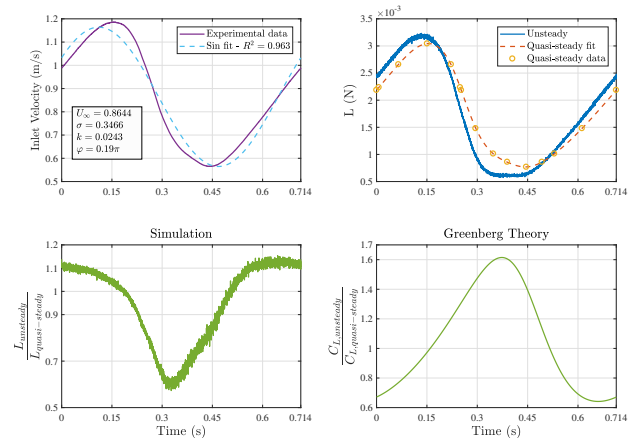 1.2
1.1
1
0.9
0.8
0.7
0.6
0.5
Inlet Velocity (m/s)
Experimental data
Sin fit - R² = 0.963
U∞ = 0.8644
σ = 0.3466
k = 0.0243
φ = 0.19π
0 0.15 0.3 0.45 0.6 0.714
×10⁻³
3.5
3
2.5
2
1.5
1
0.5
L (N)
Unsteady
Quasi-steady fit
Quasi-steady data
0 0.15 0.3 0.45 0.6 0.714
Simulation
1.2
1.1
1
0.9
0.7
0.5
L_unsteady
L_quasi−steady
0 0.15 0.3 0.45 0.6 0.714
Time (s)
Greenberg Theory
1.6
1.4
1.2
1
0.8
0.6
C_L,unsteady
C_L,quasi−steady
0 0.15 0.3 0.45 0.6 0.714
Time (s)